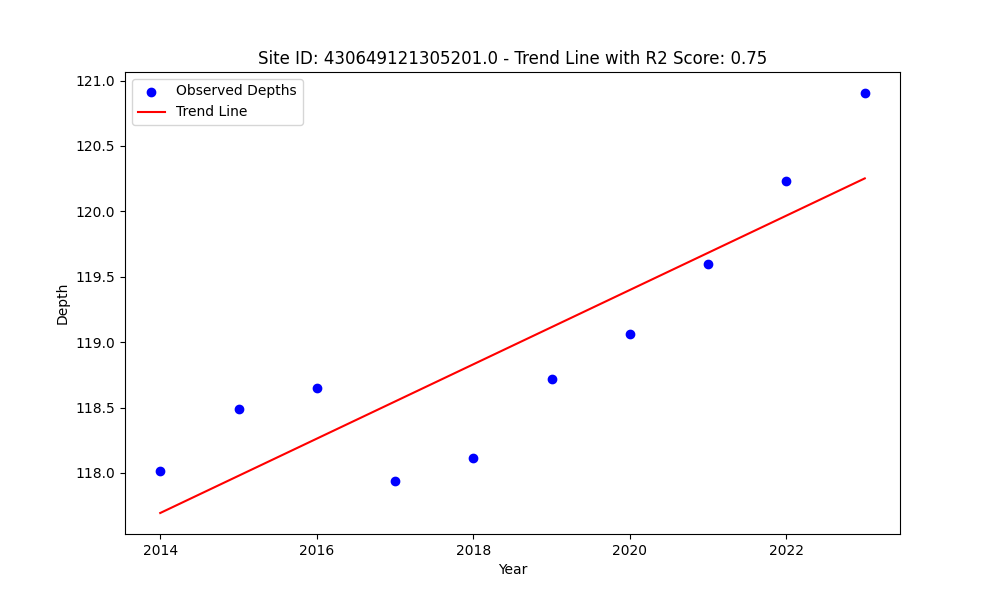 Site ID: 430649121305201.0 - Trend Line with R2 Score: 0.75
Observed Depths
Trend Line
121.0
120.5
120.0
119.5
119.0
118.5
118.0
Depth
2014
2016
2018
2020
2022
Year